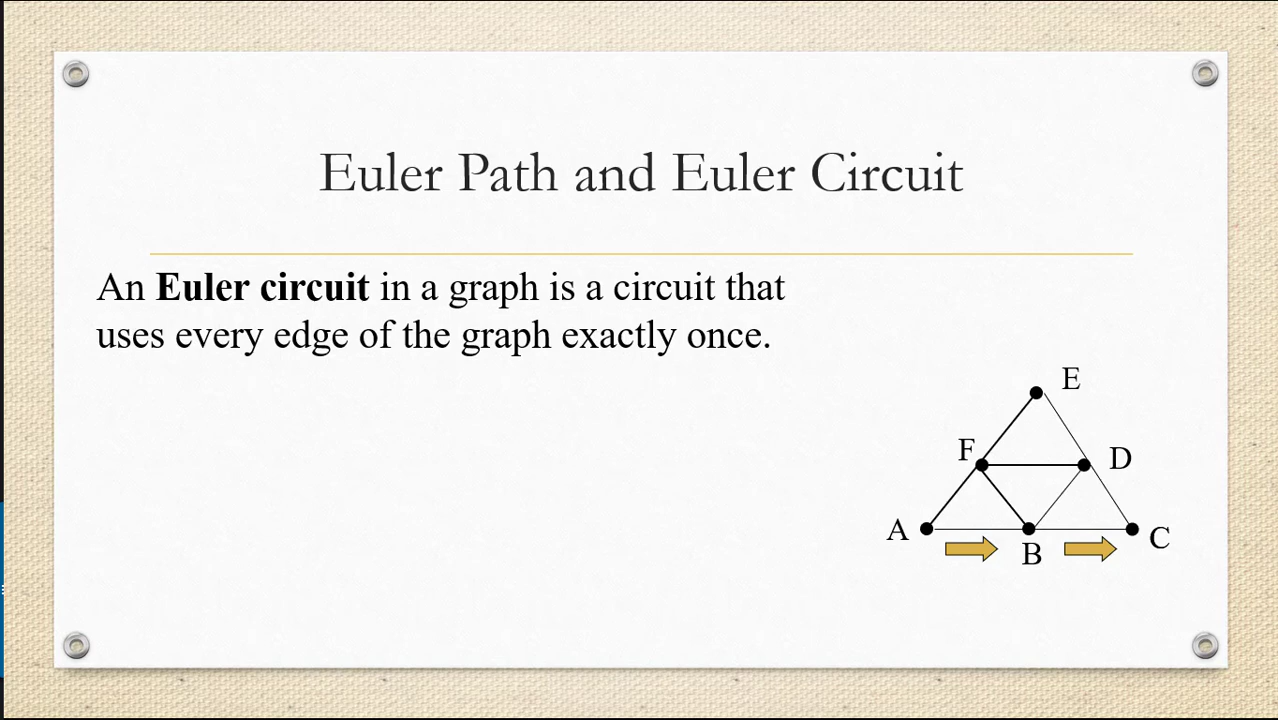 Euler Path and Euler Circuit
An Euler circuit in a graph is a circuit that
uses every edge of the graph exactly once.
E
F
D
A
B
C